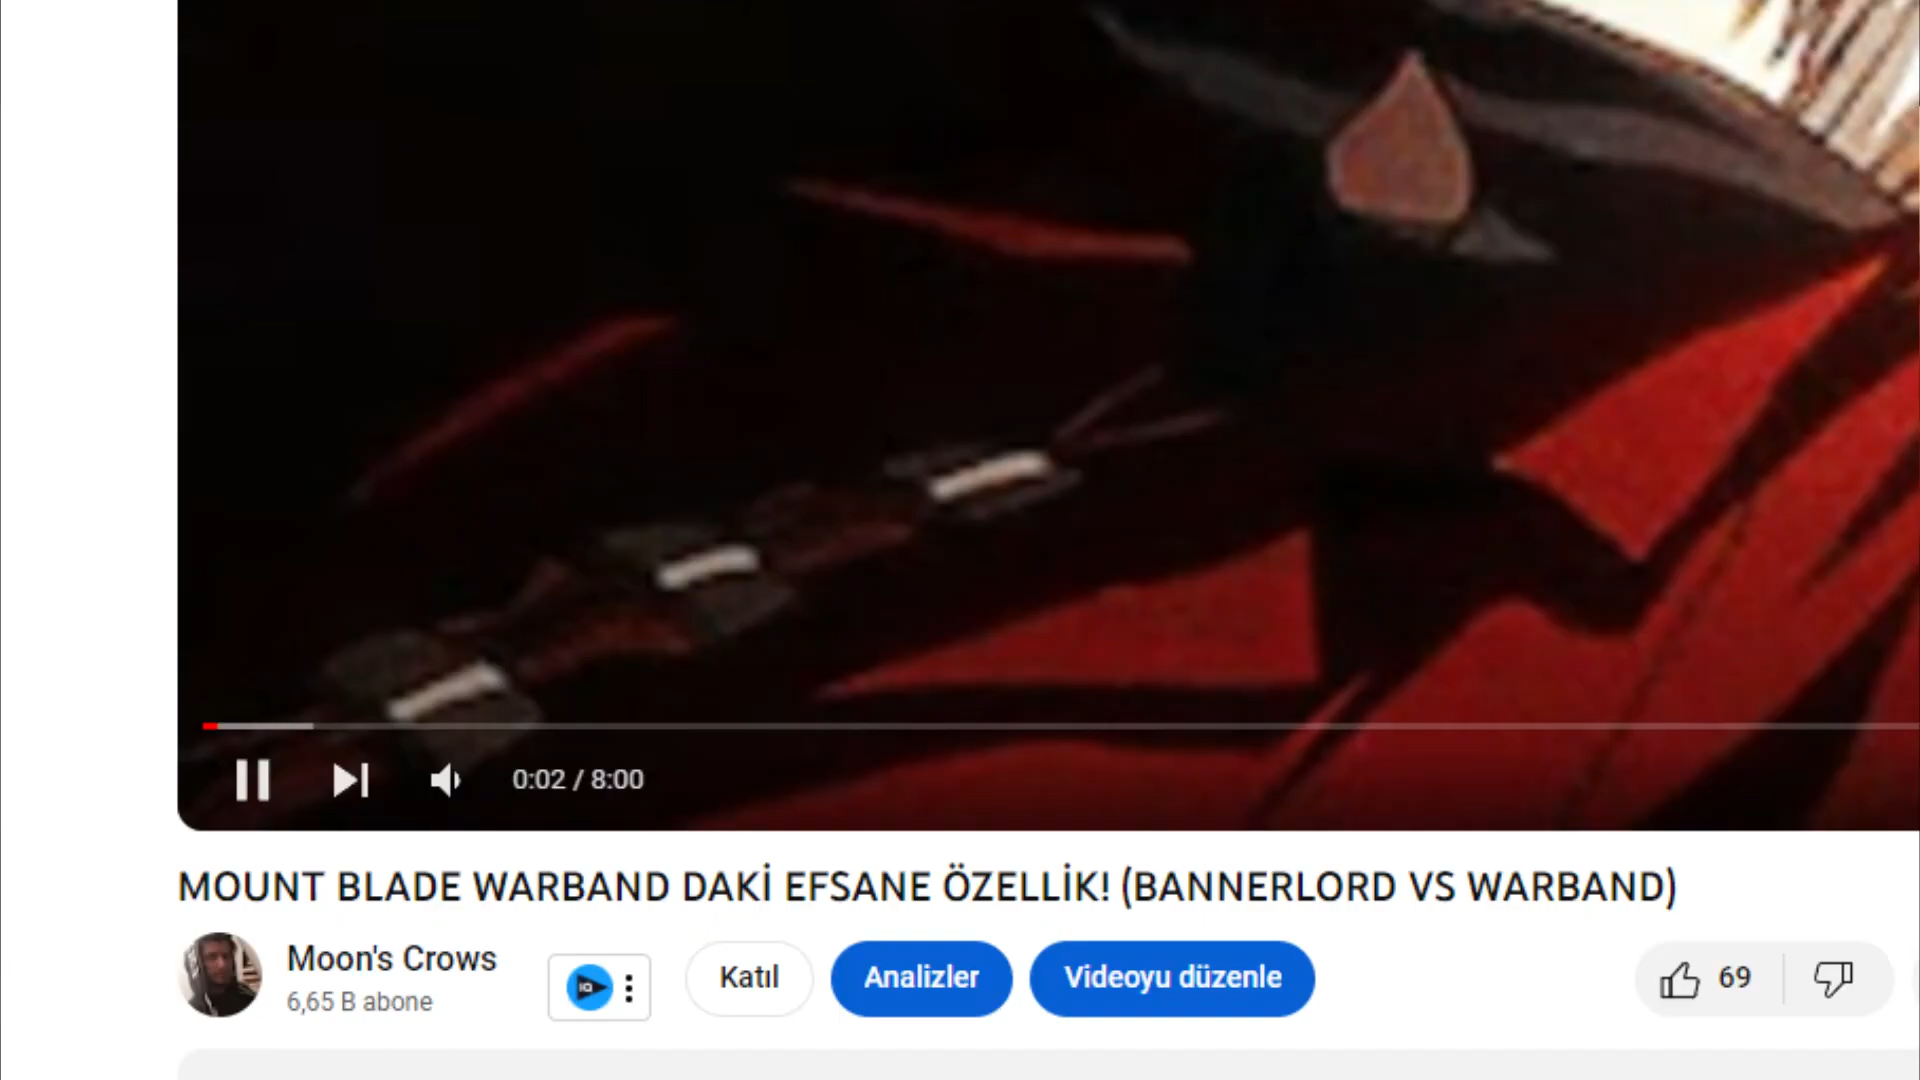 0:02 / 8:00
MOUNT BLADE WARBAND DAKİ EFSANE ÖZELLİK! (BANNERLORD VS WARBAND)
Moon's Crows
6,65 B abone
IQ
Katıl
Analizler
Videoyu düzenle
69